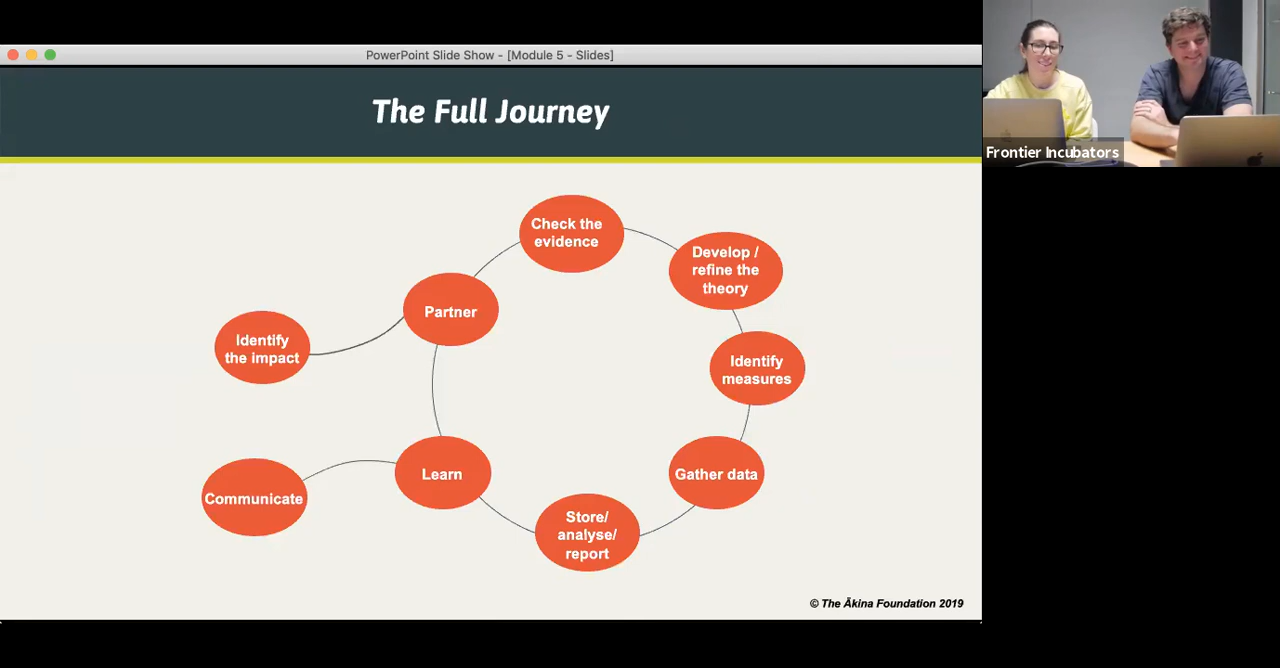 PowerPoint Slide Show - [Module 5 - Slides]
The Full Journey
Check the
evidence
Develop /
refine the
theory
Partner
Identify
the impact
Identify
measures
Learn
Gather data
Communicate
Store/
analyse/
report
© The Ākina Foundation 2019
Frontier Incubators